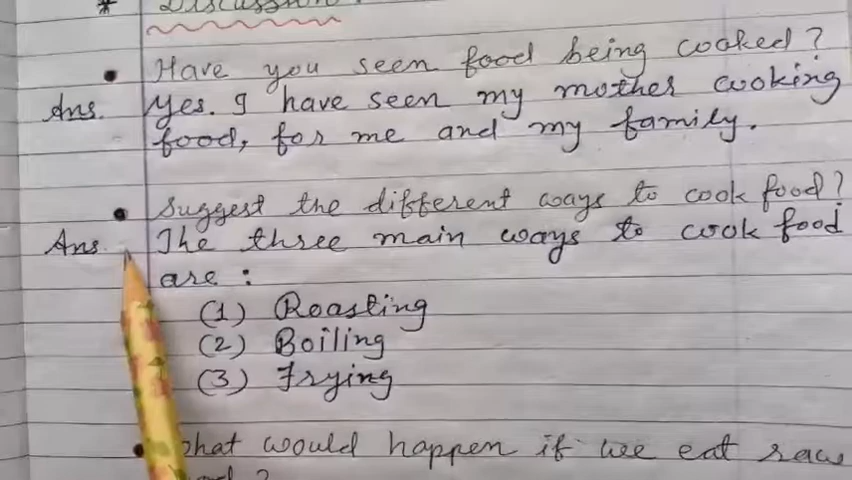 * Discussion
• Have you seen food being cooked?
Ans. Yes. I have seen my mother cooking
food, for me and my family.
• Suggest the different ways to cook food?
Ans. The three main ways to cook food
are :
(1) Roasting
(2) Boiling
(3) Frying
• What would happen if we eat raw